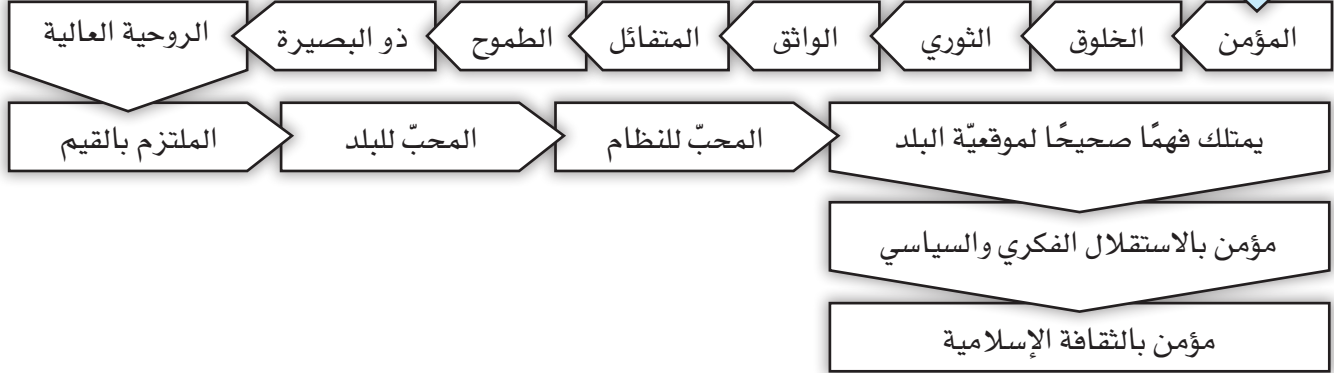 المؤمن
الخلوق
الثوري
الواثق
المتفائل
الطموح
ذو البصيرة
الروحية العالية
الملتزم بالقيم
المحبّ للبلد
المحبّ للنظام
يمتلك فهمًا صحيحًا لموقعيّة البلد
مؤمن بالاستقلال الفكري والسياسي
مؤمن بالثقافة الإسلامية